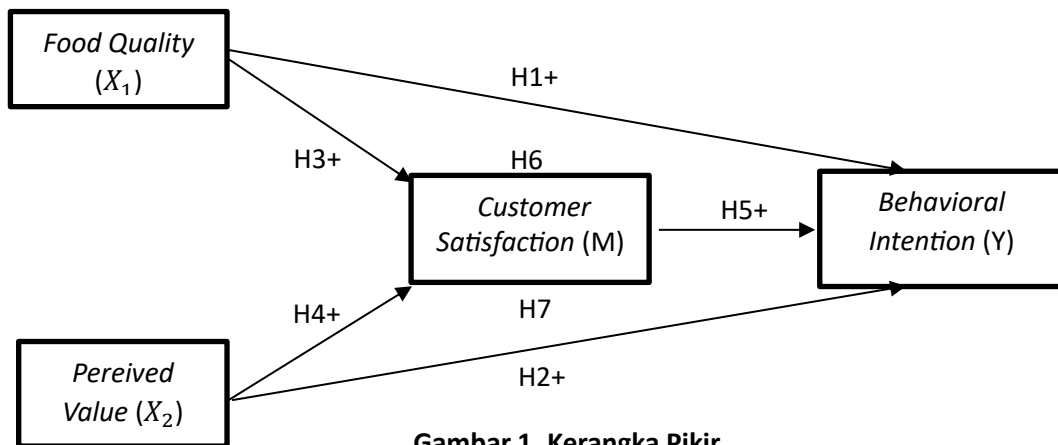 Food Quality
(X₁)
H1+
H3+
H6
Customer
Satisfaction (M)
H5+
Behavioral
Intention (Y)
H4+
H7
H2+
Pereived
Value (X₂)
Gambar 1. Kerangka Pikir